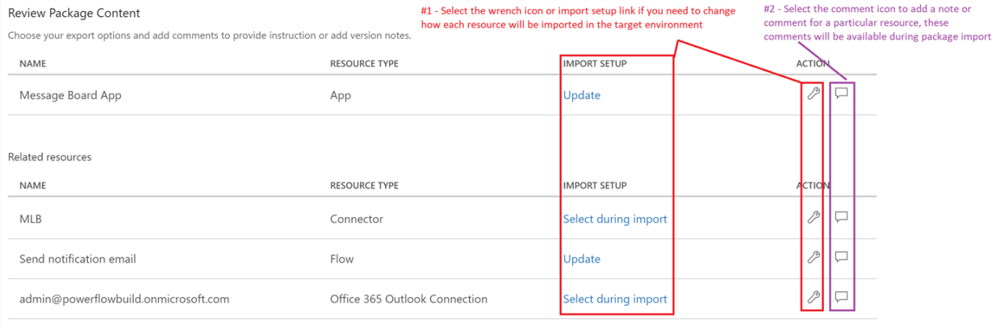 Review Package Content
#1 - Select the wrench icon or import setup link if you need to change
how each resource will be imported in the target environment
#2 - Select the comment icon to add a note or
comment for a particular resource, these
comments will be available during package import
Choose your export options and add comments to provide instruction or add version notes.
NAME RESOURCE TYPE IMPORT SETUP ACTION
Message Board App App Update
Related resources
NAME RESOURCE TYPE IMPORT SETUP ACTION
MLB Connector Select during import
Send notification email Flow Update
admin@powerflowbuild.onmicrosoft.com Office 365 Outlook Connection Select during import